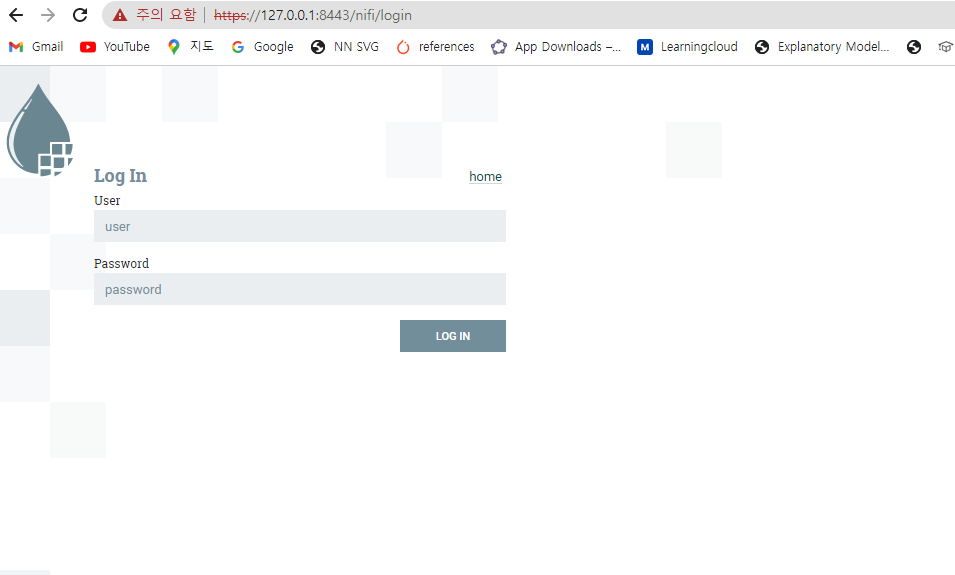 주의 요함 https://127.0.0.1:8443/nifi/login
Gmail YouTube 지도 Google NN SVG references App Downloads –... M Learningcloud Explanatory Model...
Log In home
User
user
Password
password
LOG IN